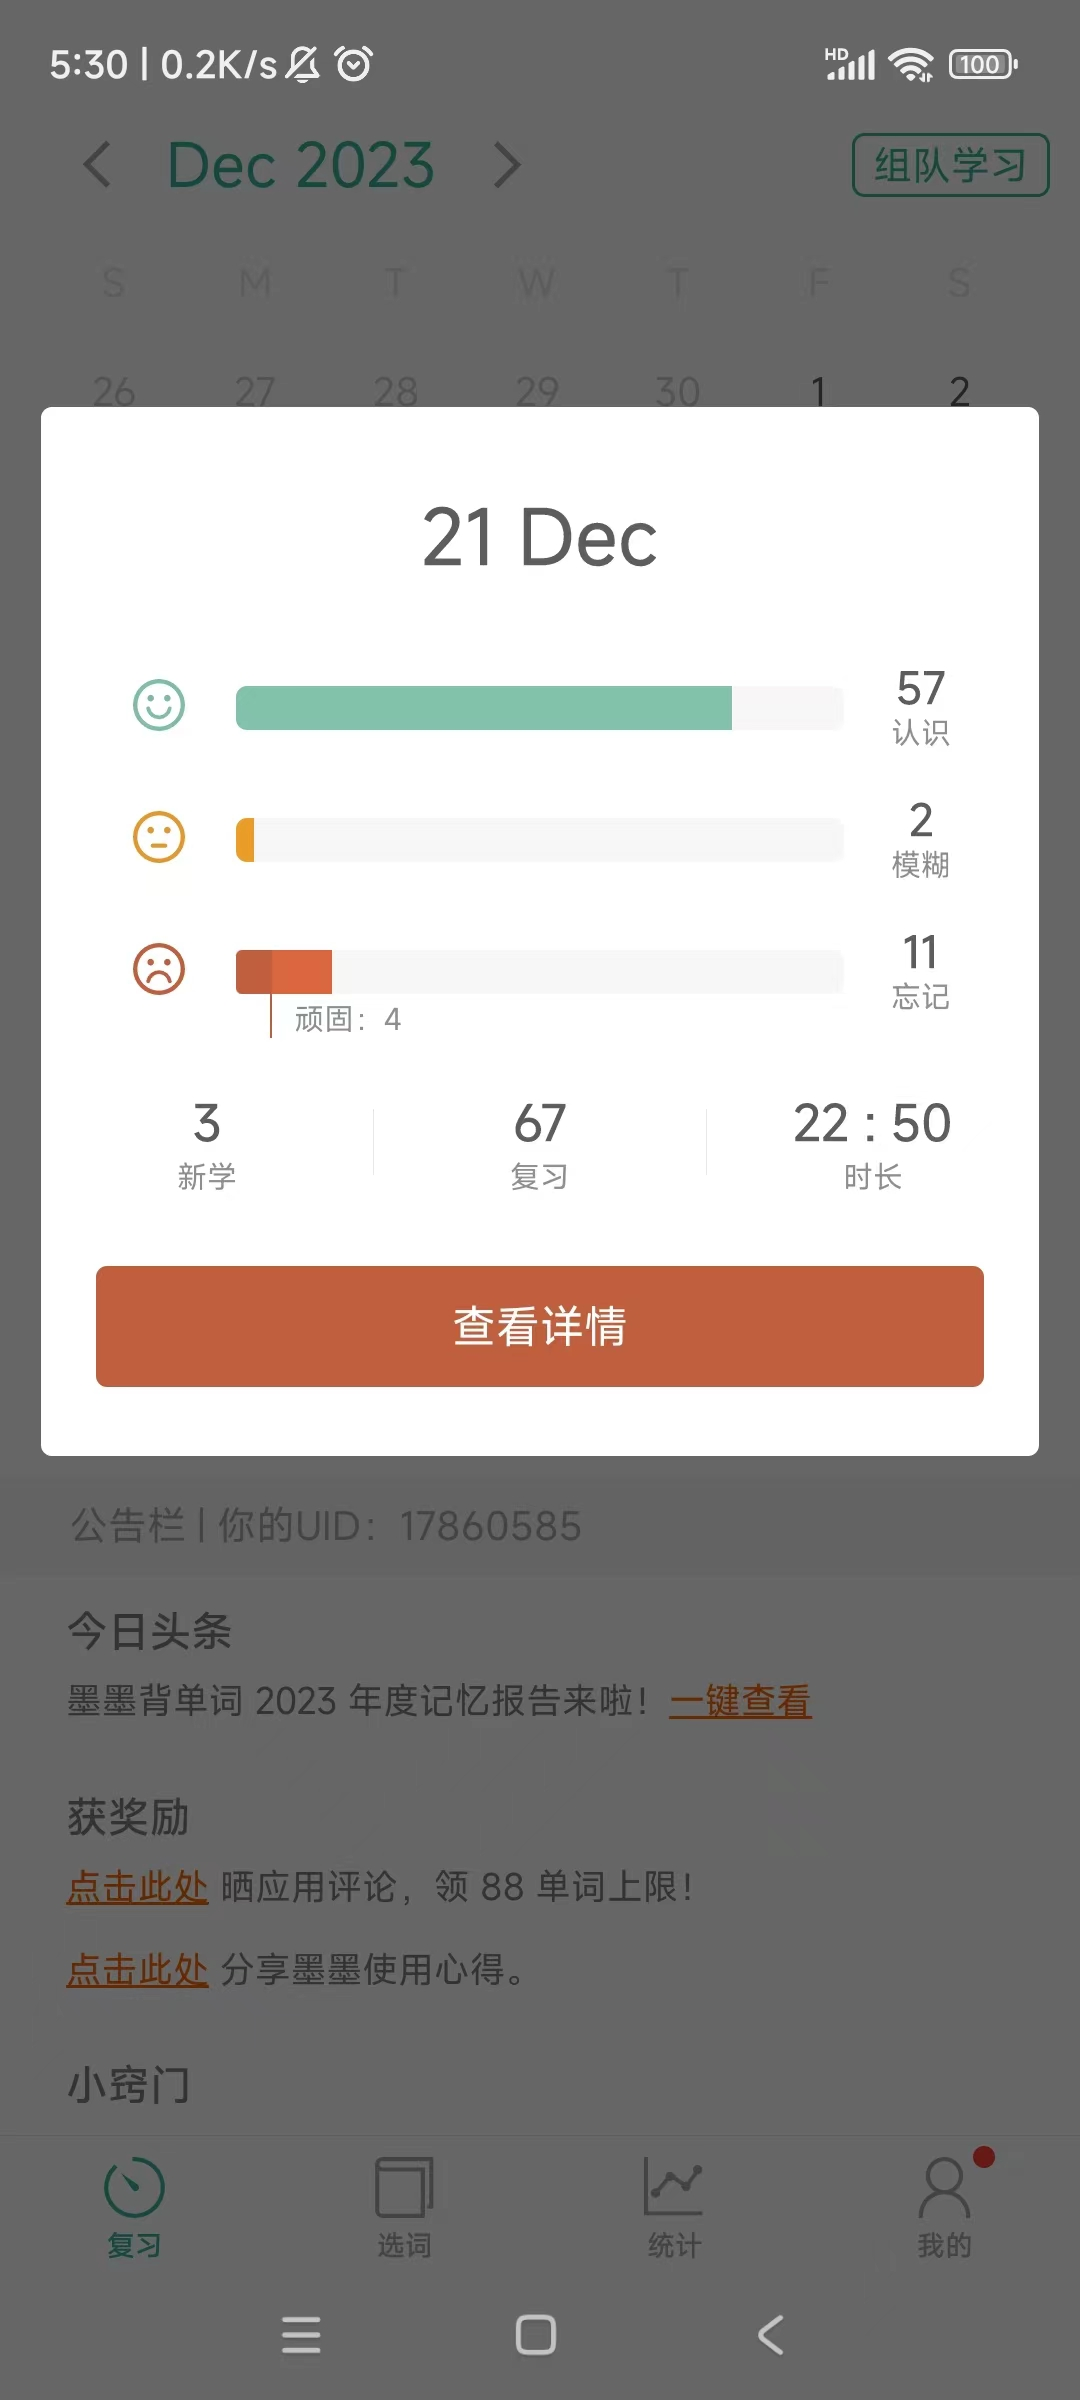 5:30 | 0.2K/s HD 100
Dec 2023 组队学习
S M T W T F S
26 27 28 29 30 1 2
21 Dec
57
认识
2
模糊
11
忘记
顽固：4
3 67 22 : 50
新学 复习 时长
查看详情
公告栏 | 你的UID：17860585
今日头条
墨墨背单词 2023 年度记忆报告来啦！一键查看
获奖励
点击此处 晒应用评论，领 88 单词上限！
点击此处 分享墨墨使用心得。
小窍门
复习 选词 统计 我的